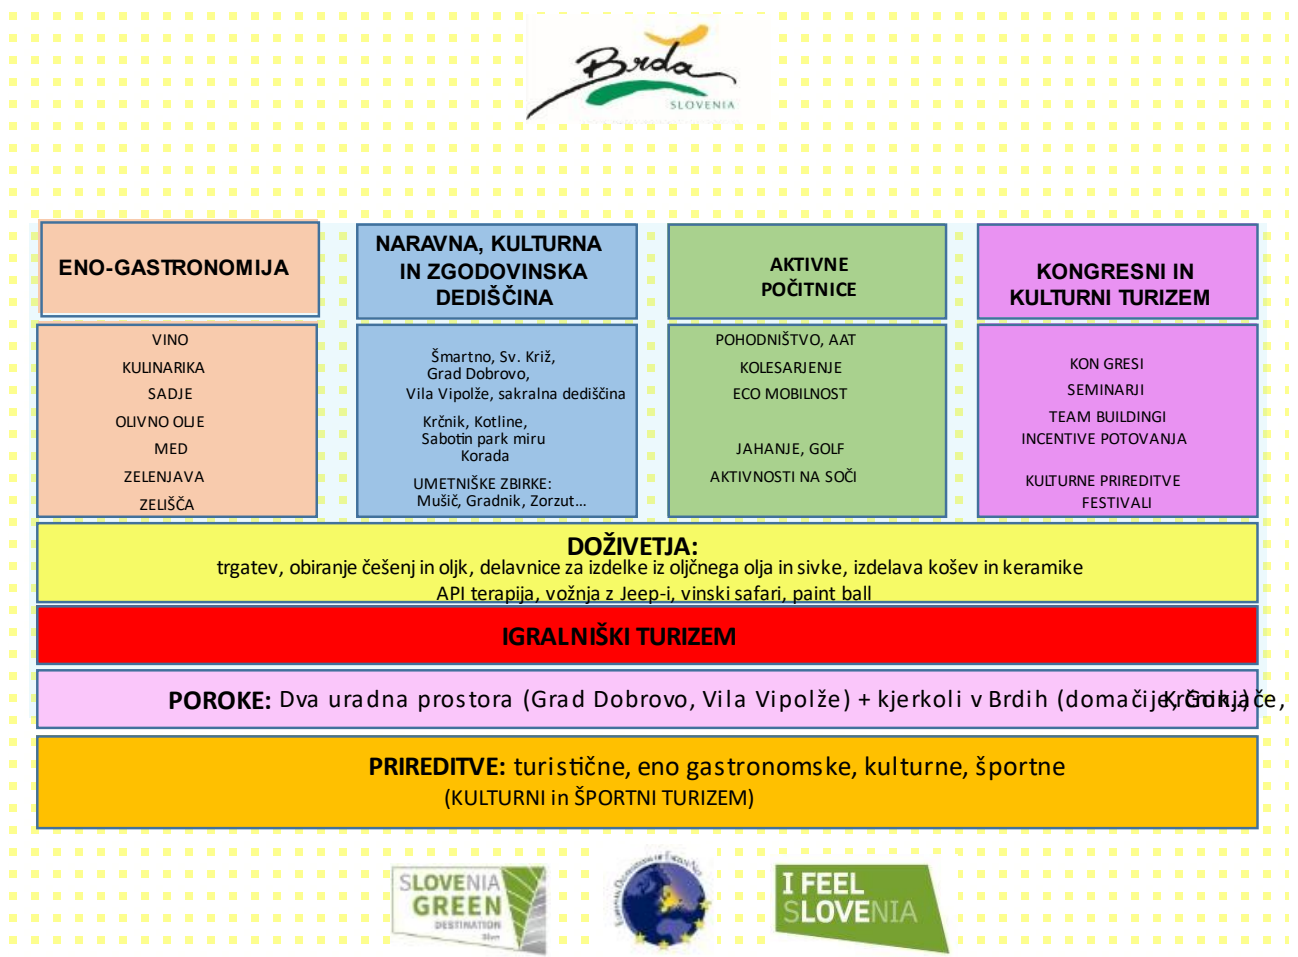 Brda
SLOVENIA
ENO-GASTRONOMIJA
VINO
KULINARIKA
SADJE
OLIVNO OLJE
MED
ZELENJAVA
ZELIŠČA
NARAVNA, KULTURNA
IN ZGODOVINSKA
DEDIŠČINA
Šmartno, Sv. Križ,
Grad Dobrovo,
Vila Vipolže, sakralna dediščina
Krčnik, Kotline,
Sabotin park miru
Korada
UMETNIŠKE ZBIRKE:
Mušič, Gradnik, Zorzut...
AKTIVNE
POČITNICE
POHODNIŠTVO, AAT
KOLESARJENJE
ECO MOBILNOST
JAHANJE, GOLF
AKTIVNOSTI NA SOČI
KONGRESNI IN
KULTURNI TURIZEM
KON GRESI
SEMINARJI
TEAM BUILDINGI
INCENTIVE POTOVANJA
KULTURNE PRIREDITVE
FESTIVALI
DOŽIVETJA:
trgatev, obiranje češenj in oljk, delavnice za izdelke iz oljčnega olja in sivke, izdelava košev in keramike
API terapija, vožnja z Jeep-i, vinski safari, paint ball
IGRALNIŠKI TURIZEM
POROKE: Dva uradna prostora (Grad Dobrovo, Vila Vipolže) + kjerkoli v Brdih (domačije,
PRIREDITVE: turistične, eno gastronomske, kulturne, športne
(KULTURNI in ŠPORTNI TURIZEM)
SLOVENIA
GREEN
DESTINATION
I FEEL
SLOVENIA